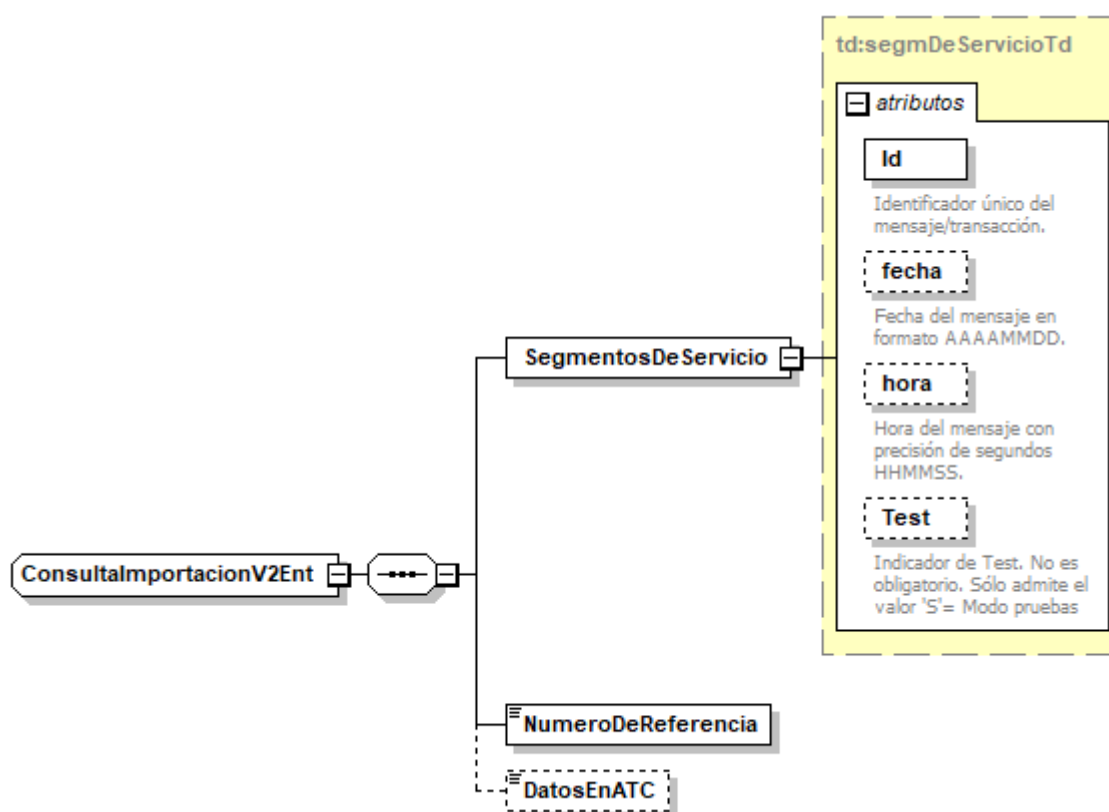 td:segmDeServicioTd
atributos
Id
Identificador único del
mensaje/transacción.
fecha
Fecha del mensaje en
formato AAAAMMDD.
SegmentosDeServicio
hora
Hora del mensaje con
precisión de segundos
HHMMSS.
Test
Indicador de Test. No es
obligatorio. Sólo admite el
valor 'S'= Modo pruebas
ConsultaImportacionV2Ent
NumeroDeReferencia
DatosEnATC